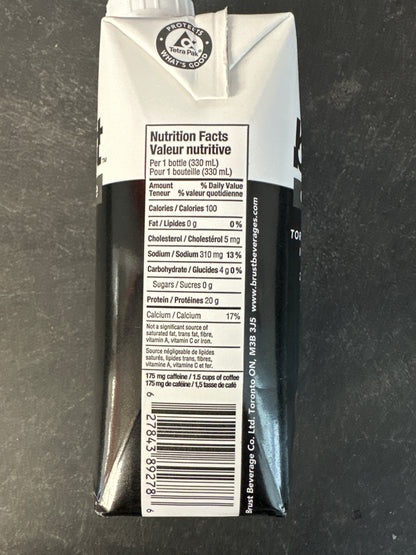 PROTECTS
Tetra Pak®
WHAT'S GOOD
t™
Nutrition Facts
Valeur nutritive
Per 1 bottle (330 mL)
Pour 1 bouteille (330 mL)
Amount % Daily Value
Teneur % valeur quotidienne
Calories / Calories 100
Fat / Lipides 0 g 0 %
Cholesterol / Cholestérol 5 mg
Sodium / Sodium 310 mg 13 %
Carbohydrate / Glucides 4 g 0 %
Sugars / Sucres 0 g
Protein / Protéines 20 g
Calcium / Calcium 17%
Not a significant source of
saturated fat, trans fat, fibre,
vitamin A, vitamin C or iron.
Source négligeable de lipides
saturés, lipides trans, fibres,
vitamine A, vitamine C et fer.
175 mg caffeine / 1.5 cups of coffee
175 mg de caféine / 1,5 tasse de café
6 27843 89278 6
Brust Beverage Co. Ltd. Toronto ON, M3B 3J5 www.brustbeverages.com
TOR